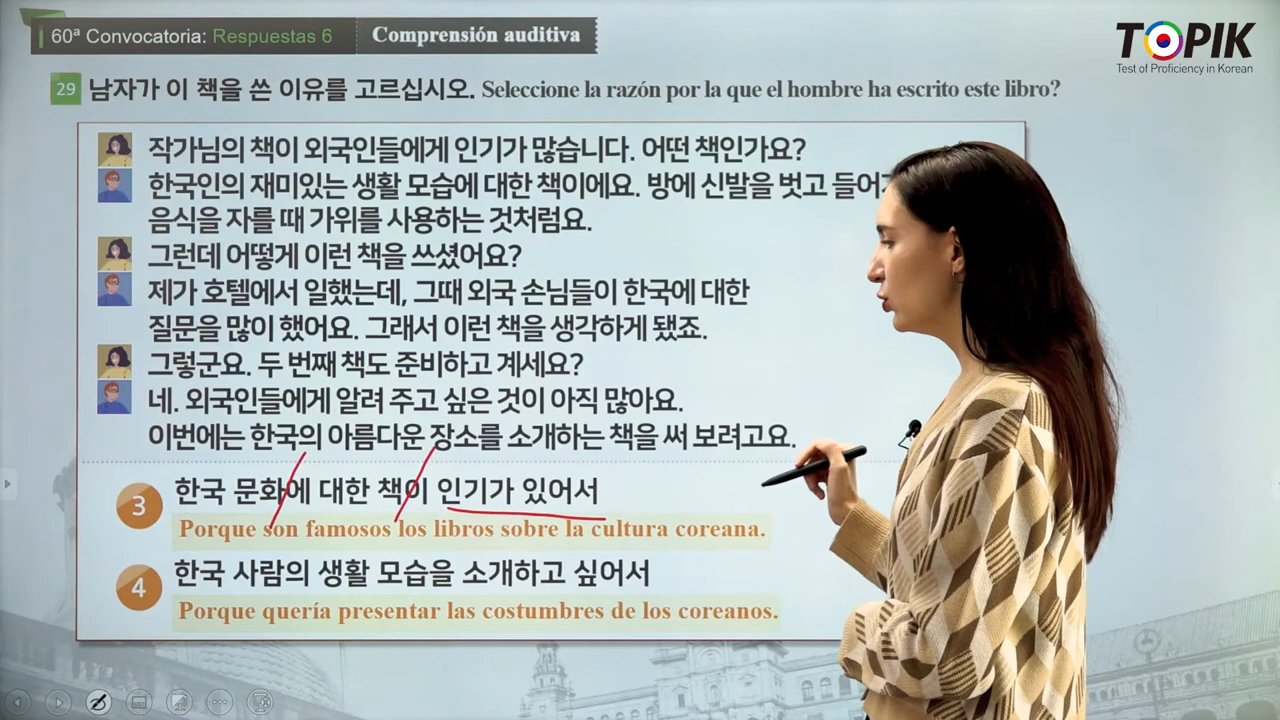 60ª Convocatoria: Respuestas 6 Comprensión auditiva
TOPIK
Test of Proficiency in Korean
29 남자가 이 책을 쓴 이유를 고르십시오. Seleccione la razón por la que el hombre ha escrito este libro?
작가님의 책이 외국인들에게 인기가 많습니다. 어떤 책인가요?
한국인의 재미있는 생활 모습에 대한 책이에요. 방에 신발을 벗고
음식을 자를 때 가위를 사용하는 것처럼요.
그런데 어떻게 이런 책을 쓰셨어요?
제가 호텔에서 일했는데, 그때 외국 손님들이 한국에 대한
질문을 많이 했어요. 그래서 이런 책을 생각하게 됐죠.
그렇군요. 두 번째 책도 준비하고 계세요?
네. 외국인들에게 알려 주고 싶은 것이 아직 많아요.
이번에는 한국의 아름다운 장소를 소개하는 책을 써 보려고요.
3 한국 문화에 대한 책이 인기가 있어서
Porque son famosos los libros sobre la cultura coreana.
4 한국 사람의 생활 모습을 소개하고 싶어서
Porque quería presentar las costumbres de los coreanos.